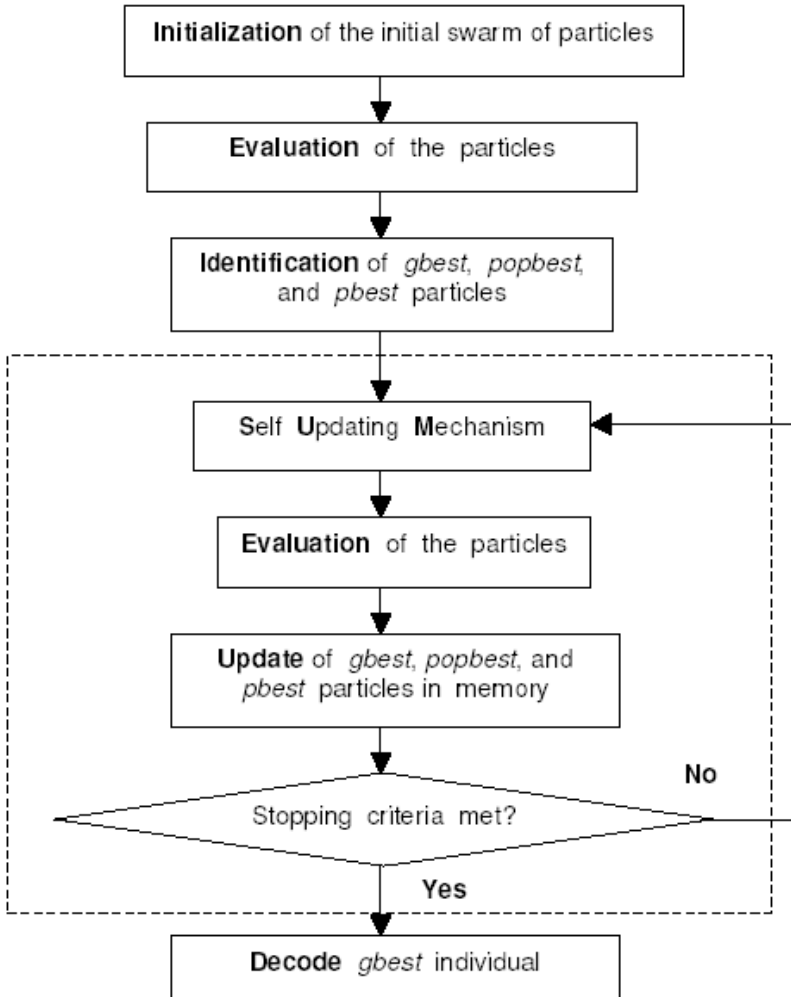 Initialization of the initial swarm of particles
Evaluation of the particles
Identification of gbest, popbest,
and pbest particles
Self Updating Mechanism
Evaluation of the particles
Update of gbest, popbest, and
pbest particles in memory
No
Stopping criteria met?
Yes
Decode gbest individual